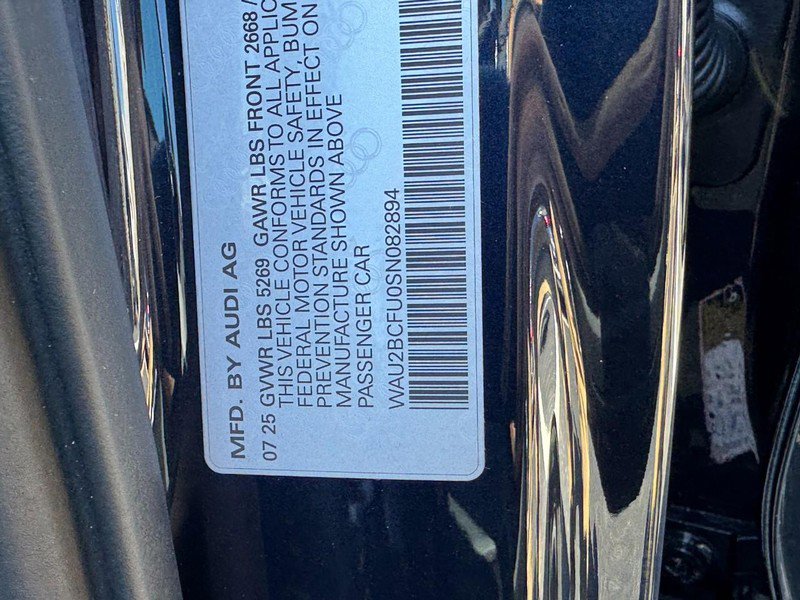 MFD. BY AUDI AG
07 25 GVWR LBS 5269 GAWR LBS FRONT 2668 /
THIS VEHICLE CONFORMS TO ALL APPLIC
FEDERAL MOTOR VEHICLE SAFETY, BUM
PREVENTION STANDARDS IN EFFECT ON
MANUFACTURE SHOWN ABOVE
PASSENGER CAR
WAU2BCFU0SN082894